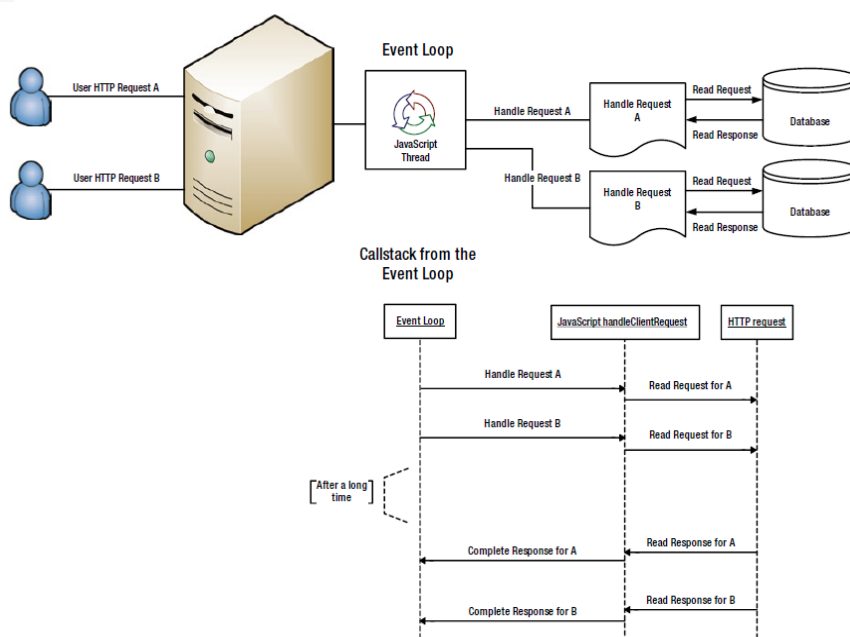 Event Loop
User HTTP Request A
JavaScript
Thread
Handle Request A
Handle Request
A
Read Request
Read Response
Database
User HTTP Request B
Handle Request B
Handle Request
B
Read Request
Read Response
Database
Callstack from the
Event Loop
Event Loop
JavaScript handleClientRequest
HTTP request
Handle Request A
Read Request for A
Handle Request B
Read Request for B
[After a long
time]
Read Response for A
Complete Response for A
Read Response for B
Complete Response for B